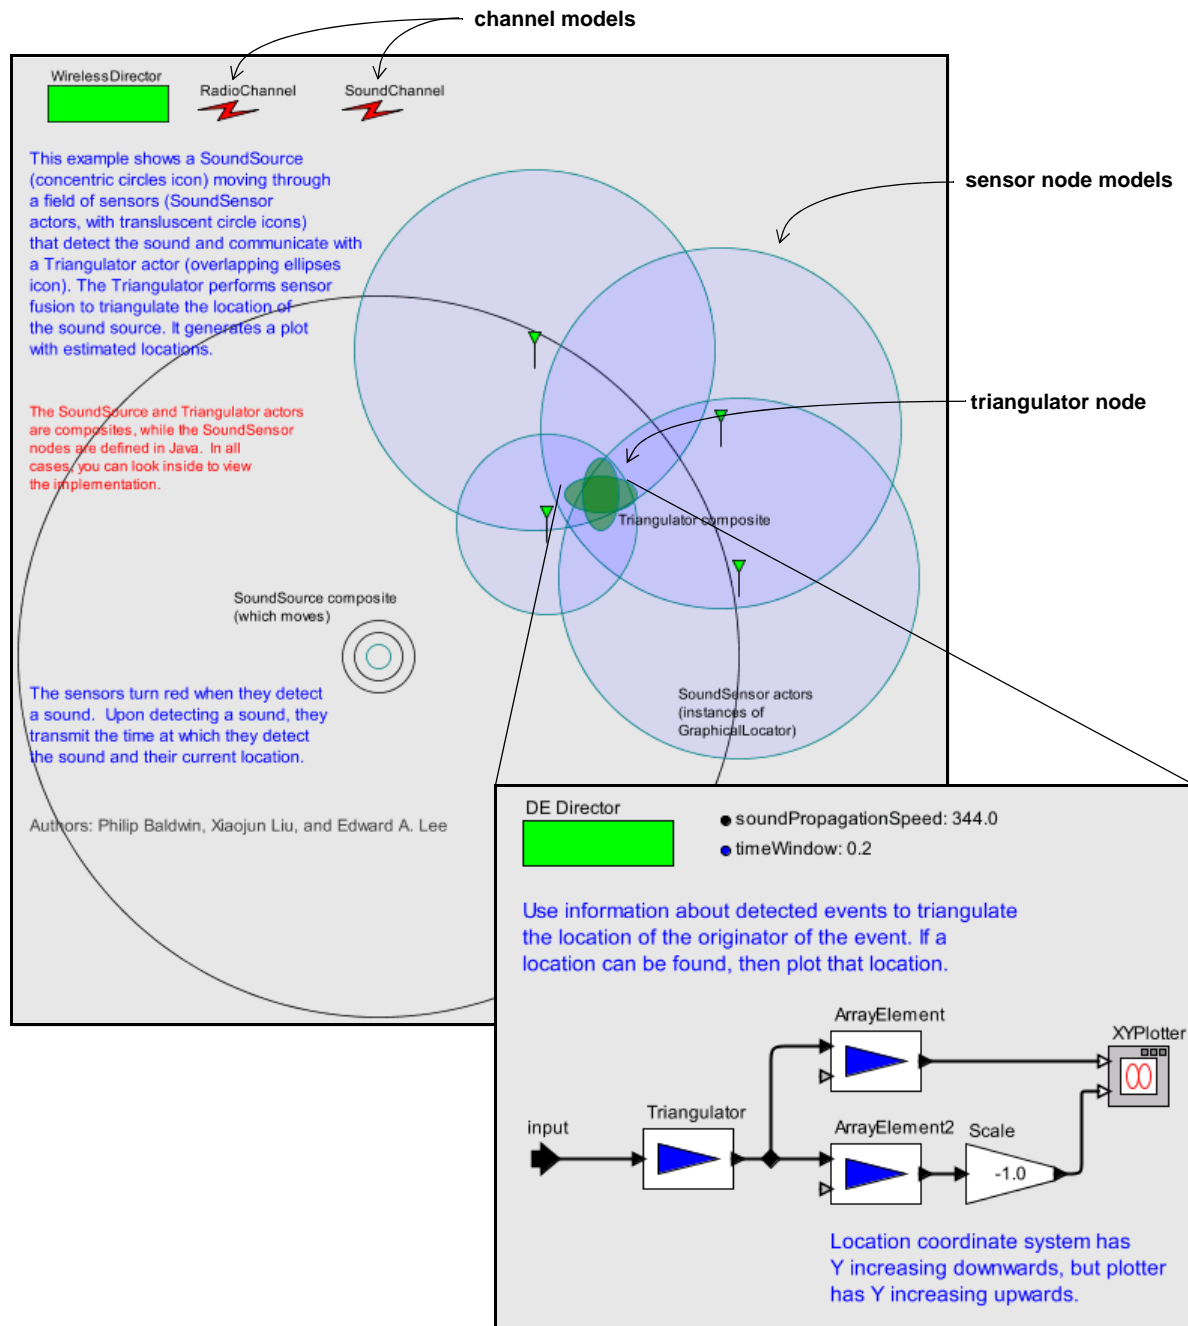 channel models
WirelessDirector
RadioChannel
SoundChannel
This example shows a SoundSource
(concentric circles icon) moving through
a field of sensors (SoundSensor
actors, with transluscent circle icons)
that detect the sound and communicate with
a Triangulator actor (overlapping ellipses
icon). The Triangulator performs sensor
fusion to triangulate the location of
the sound source. It generates a plot
with estimated locations.
sensor node models
The SoundSource and Triangulator actors
are composites, while the SoundSensor
nodes are defined in Java. In all
cases, you can look inside to view
the implementation.
triangulator node
Triangulator composite
SoundSource composite
(which moves)
The sensors turn red when they detect
a sound. Upon detecting a sound, they
transmit the time at which they detect
the sound and their current location.
SoundSensor actors
(instances of
GraphicalLocator)
Authors: Philip Baldwin, Xiaojun Liu, and Edward A. Lee
DE Director
soundPropagationSpeed: 344.0
timeWindow: 0.2
Use information about detected events to triangulate
the location of the originator of the event. If a
location can be found, then plot that location.
ArrayElement
XYPlotter
input
Triangulator
ArrayElement2
Scale
-1.0
Location coordinate system has
Y increasing downwards, but plotter
has Y increasing upwards.